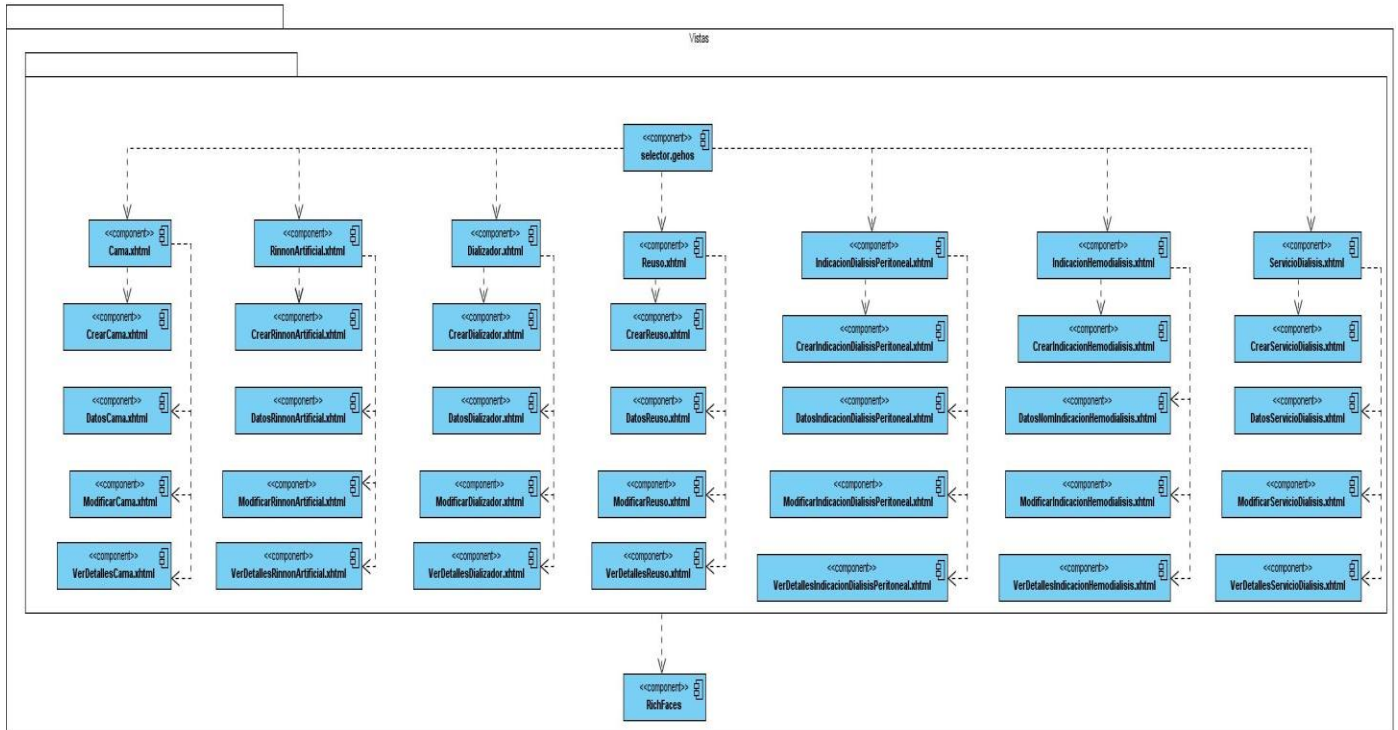 Vistas
<<component>>
selector.gehos
<<component>>
Cama.xhtml
<<component>>
RinnonArtificial.xhtml
<<component>>
Dializador.xhtml
<<component>>
Reuso.xhtml
<<component>>
IndicacionDialisisPeritoneal.xhtml
<<component>>
IndicacionHemodialisis.xhtml
<<component>>
ServicioDialisis.xhtml
<<component>>
CrearCama.xhtml
<<component>>
CrearRinnonArtificial.xhtml
<<component>>
CrearDializador.xhtml
<<component>>
CrearReuso.xhtml
<<component>>
CrearIndicacionDialisisPeritoneal.xhtml
<<component>>
CrearIndicacionHemodialisis.xhtml
<<component>>
CrearServicioDialisis.xhtml
<<component>>
DatosCama.xhtml
<<component>>
DatosRinnonArtificial.xhtml
<<component>>
DatosDializador.xhtml
<<component>>
DatosReuso.xhtml
<<component>>
DatosIndicacionDialisisPeritoneal.xhtml
<<component>>
DatosNomIndicacionHemodialisis.xhtml
<<component>>
DatosServicioDialisis.xhtml
<<component>>
ModificarCama.xhtml
<<component>>
ModificarRinnonArtificial.xhtml
<<component>>
ModificarDializador.xhtml
<<component>>
ModificarReuso.xhtml
<<component>>
ModificarIndicacionDialisisPeritoneal.xhtml
<<component>>
ModificarIndicacionHemodialisis.xhtml
<<component>>
ModificarServicioDialisis.xhtml
<<component>>
VerDetallesCama.xhtml
<<component>>
VerDetallesRinnonArtificial.xhtml
<<component>>
VerDetallesDializador.xhtml
<<component>>
VerDetallesReuso.xhtml
<<component>>
VerDetallesIndicacionDialisisPeritoneal.xhtml
<<component>>
VerDetallesIndicacionHemodialisis.xhtml
<<component>>
VerDetallesServicioDialisis.xhtml
<<component>>
RichFaces